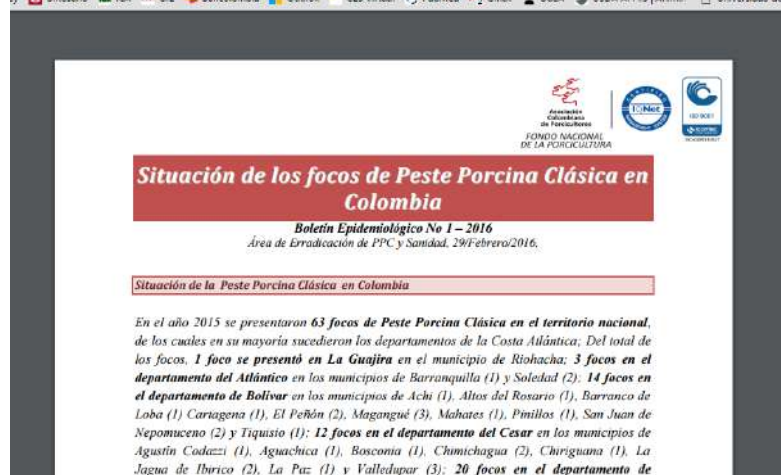 Asociación
Colombiana
de Porcicultores
FONDO NACIONAL
DE LA PORCICULTURA
IQNet
ISO 9001
Situación de los focos de Peste Porcina Clásica en
Colombia
Boletín Epidemiológico No 1 – 2016
Área de Erradicación de PPC y Sanidad, 29/Febrero/2016.
Situación de la Peste Porcina Clásica en Colombia
En el año 2015 se presentaron 63 focos de Peste Porcina Clásica en el territorio nacional,
de los cuales en su mayoría sucedieron los departamentos de la Costa Atlántica; Del total de
los focos, 1 foco se presentó en La Guajira en el municipio de Riohacha; 3 focos en el
departamento del Atlántico en los municipios de Barranquilla (1) y Soledad (2); 14 focos en
el departamento de Bolívar en los municipios de Achi (1), Altos del Rosario (1), Barranco de
Loba (1) Cartagena (1), El Peñón (2), Magangué (3), Mahates (1), Pinillos (1), San Juan de
Nepomuceno (2) y Tiquisio (1); 12 focos en el departamento del Cesar en los municipios de
Agustín Codazzi (1), Aguachica (1), Bosconia (1), Chimichagua (2), Chiriguana (1), La
Jagua de Ibirico (2), La Paz (1) y Valledupar (3); 20 focos en el departamento de